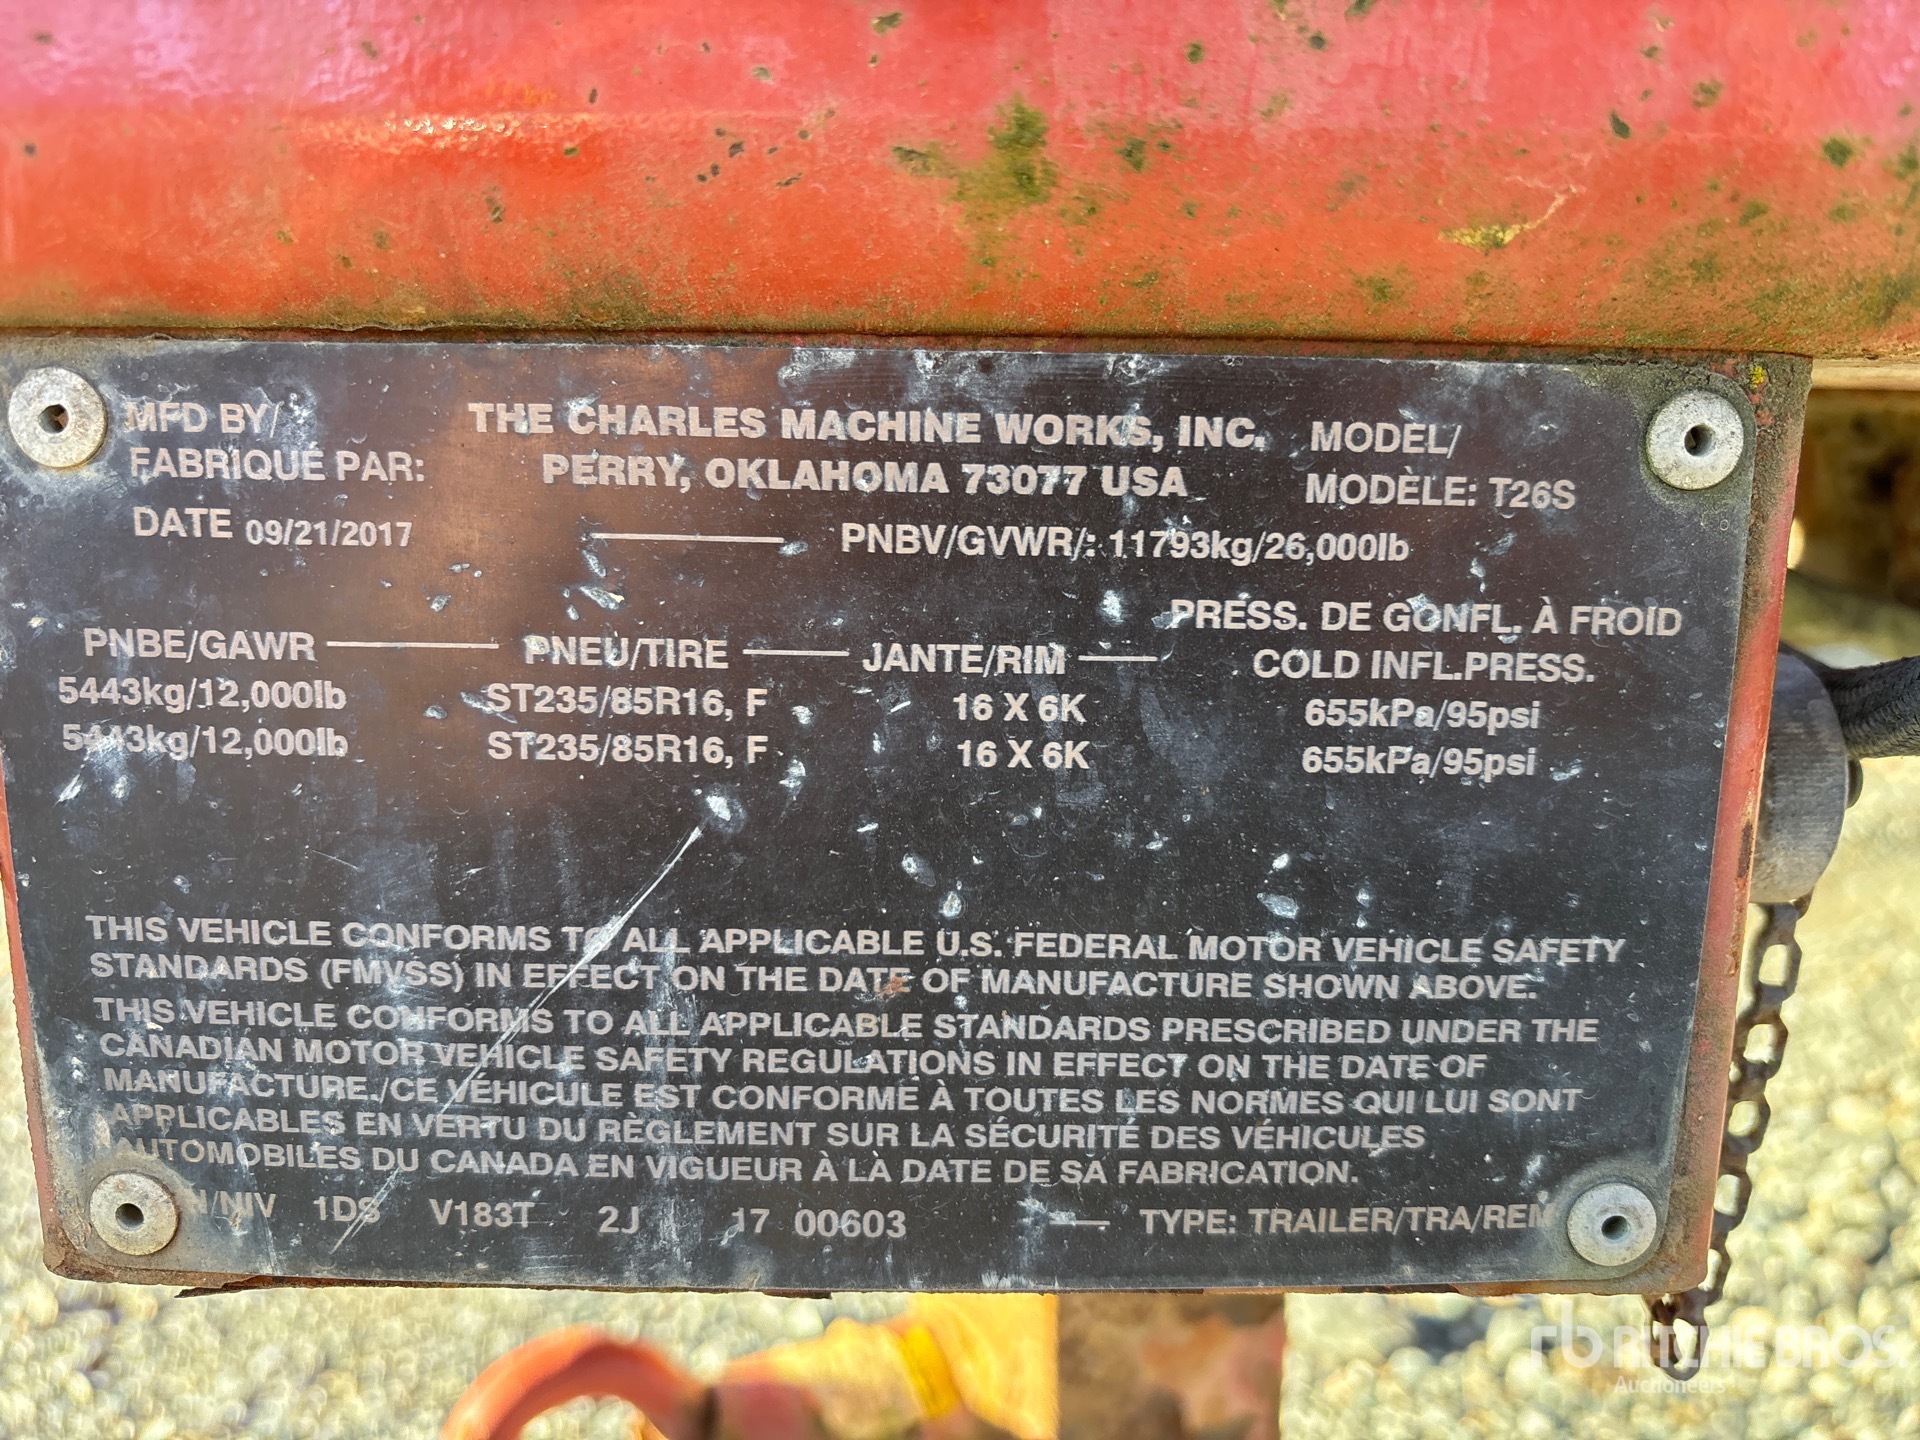 MFD BY/ THE CHARLES MACHINE WORKS, INC. MODEL/
FABRIQUÉ PAR: PERRY, OKLAHOMA 73077 USA MODÈLE: T26S
DATE 09/21/2017 PNBV/GVWR/: 11793kg/26,000lb
PRESS. DE GONFL. À FROID
PNBE/GAWR PNEU/TIRE JANTE/RIM COLD INFL.PRESS.
5443kg/12,000lb ST235/85R16, F 16 X 6K 655kPa/95psi
5443kg/12,000lb ST235/85R16, F 16 X 6K 655kPa/95psi
THIS VEHICLE CONFORMS TO ALL APPLICABLE U.S. FEDERAL MOTOR VEHICLE SAFETY
STANDARDS (FMVSS) IN EFFECT ON THE DATE OF MANUFACTURE SHOWN ABOVE.
THIS VEHICLE CONFORMS TO ALL APPLICABLE STANDARDS PRESCRIBED UNDER THE
CANADIAN MOTOR VEHICLE SAFETY REGULATIONS IN EFFECT ON THE DATE OF
MANUFACTURE./CE VÉHICULE EST CONFORME À TOUTES LES NORMES QUI LUI SONT
APPLICABLES EN VERTU DU RÈGLEMENT SUR LA SÉCURITÉ DES VÉHICULES
AUTOMOBILES DU CANADA EN VIGUEUR À LA DATE DE SA FABRICATION.
N/NIV 1DS V183T 2J 17 00603 TYPE: TRAILER/TRA/REM
rb RITCHIE BROS.
Auctioneers